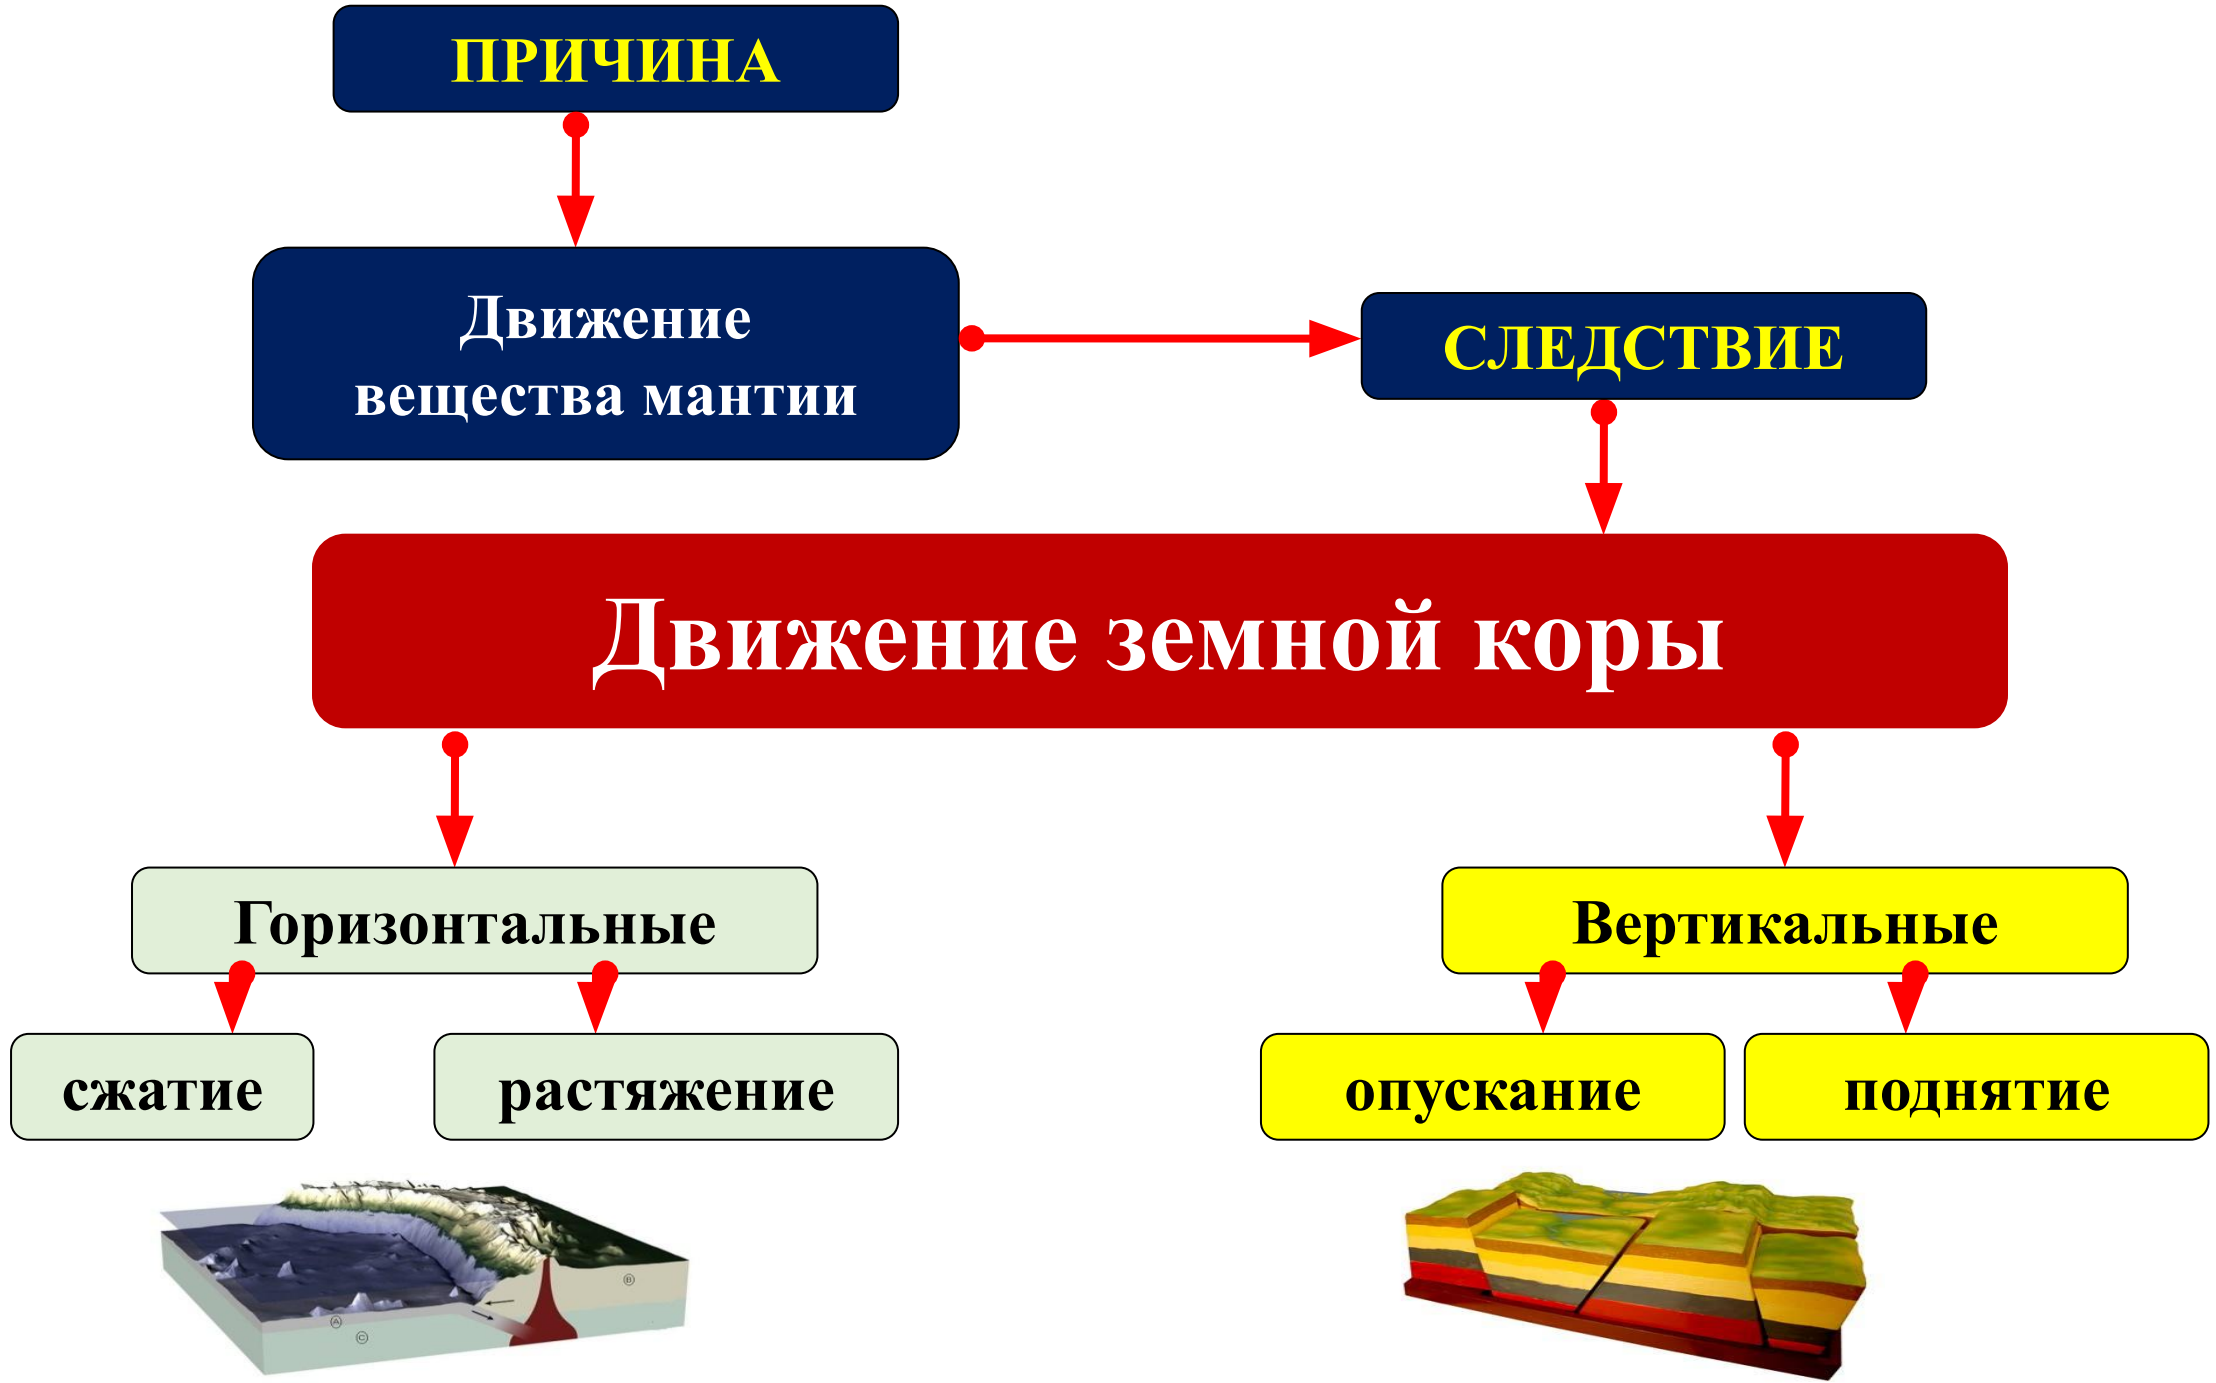 ПРИЧИНА
Движение
вещества мантии
СЛЕДСТВИЕ
Движение земной коры
Горизонтальные
Вертикальные
сжатие
растяжение
опускание
поднятие
B
A
C